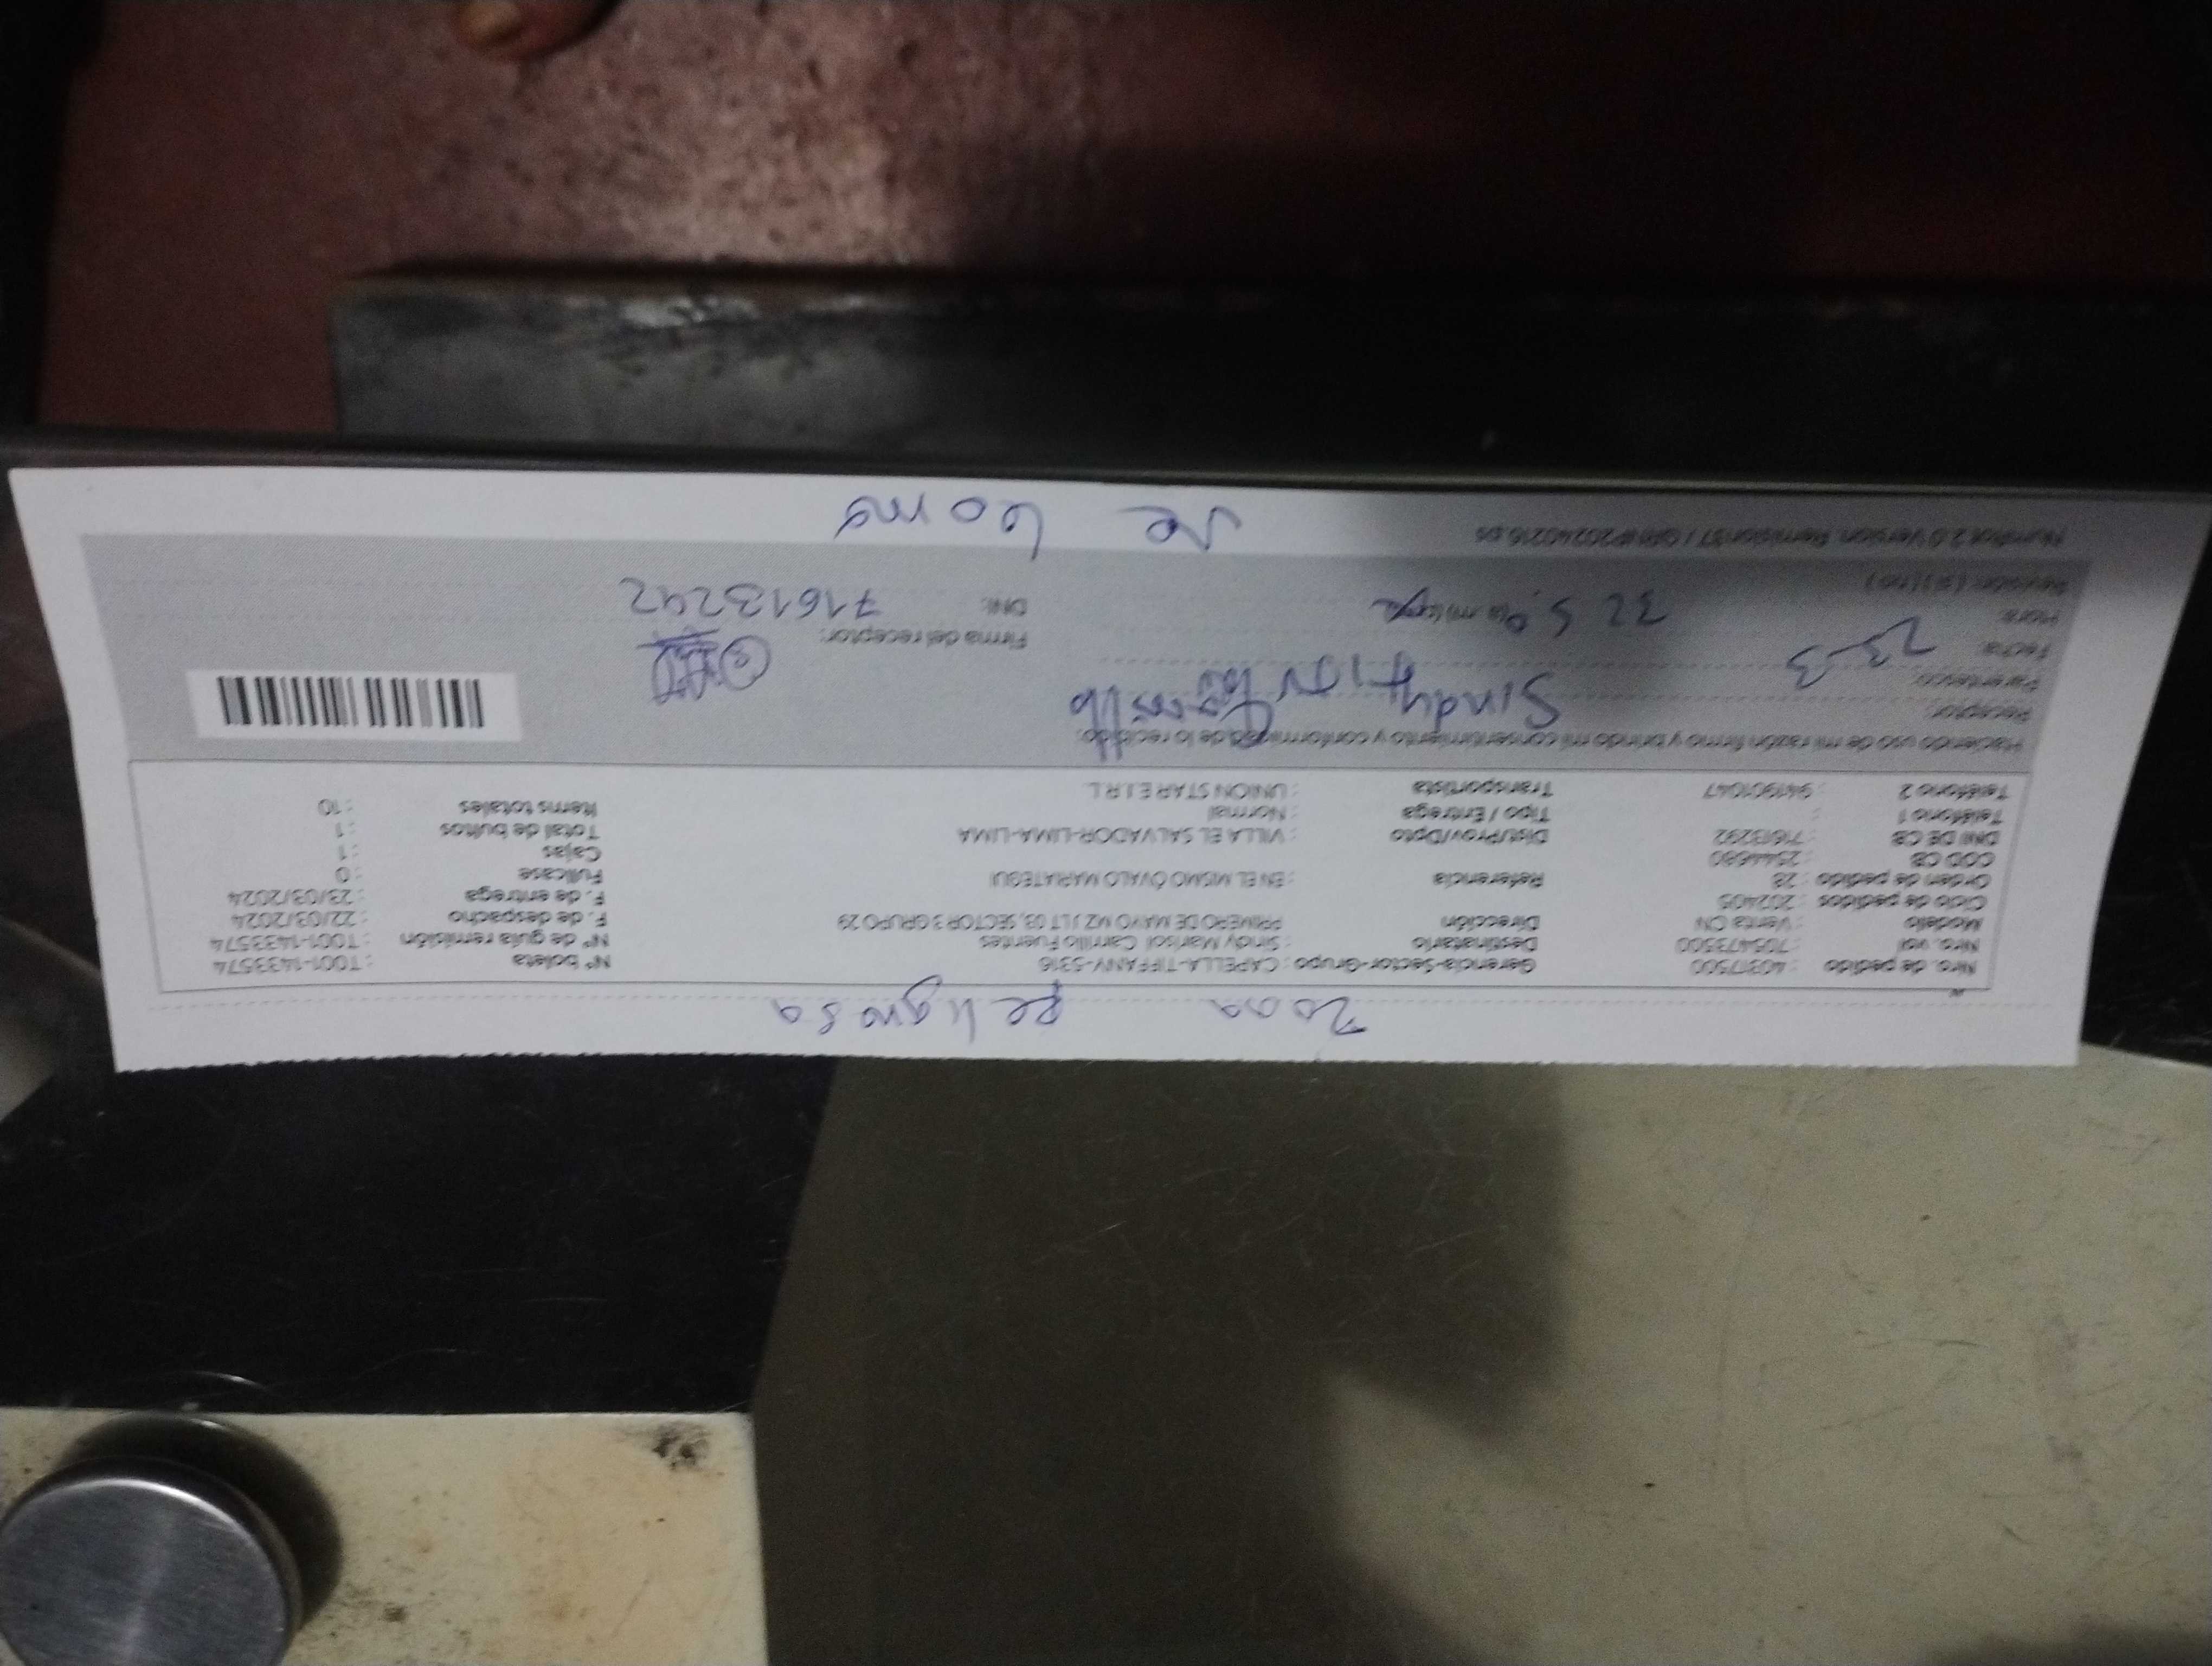 Zona Peligrosa
Nro. de pedido : 40317500 Gerencia-Sector-Grupo : CAPELLA-TIFFANY-5316 N° boleta : T001-1433574
Nro. vol : 705473500 Destinatario : Sindy Marisol Carrillo Fuentes N° de guía remisión : T001-1433574
Modelo : Venta CN Dirección PRIMERO DE MAYO MZ J LT 03, SECTOR 3 GRUPO 29 F. de despacho : 22/03/2024
Ciclo de pedidos : 202405 F. de entrega : 23/03/2024
Orden de pedido : 28 Referencia : EN EL MISMO ÓVALO MARIATEGUI Fullcase : 0
COD CB : 2544680 Cajas : 1
DNI DE CB : 71613292 Dist/Prov/Dpto : VILLA EL SALVADOR-LIMA-LIMA Total de bultos : 1
Teléfono 1 : Tipo / Entrega : Normal Items totales : 10
Teléfono 2 : 941901047 Transportista : UNION STAR E.I.R.L
Haciendo uso de mi razón firmo y brindo mi consentimiento y conformidad de lo recibido:
Receptor: Sindy
Parentesco:
Fecha: 23-3 Firma del receptor:
Hora DNI: 71613292
Revisión: ( si ) ( no )
se